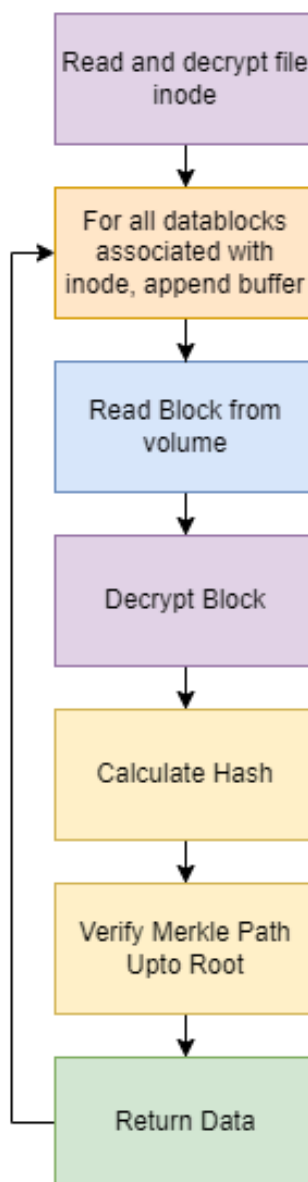 Read and decrypt file
inode
For all datablocks
associated with
inode, append buffer
Read Block from
volume
Decrypt Block
Calculate Hash
Verify Merkle Path
Upto Root
Return Data